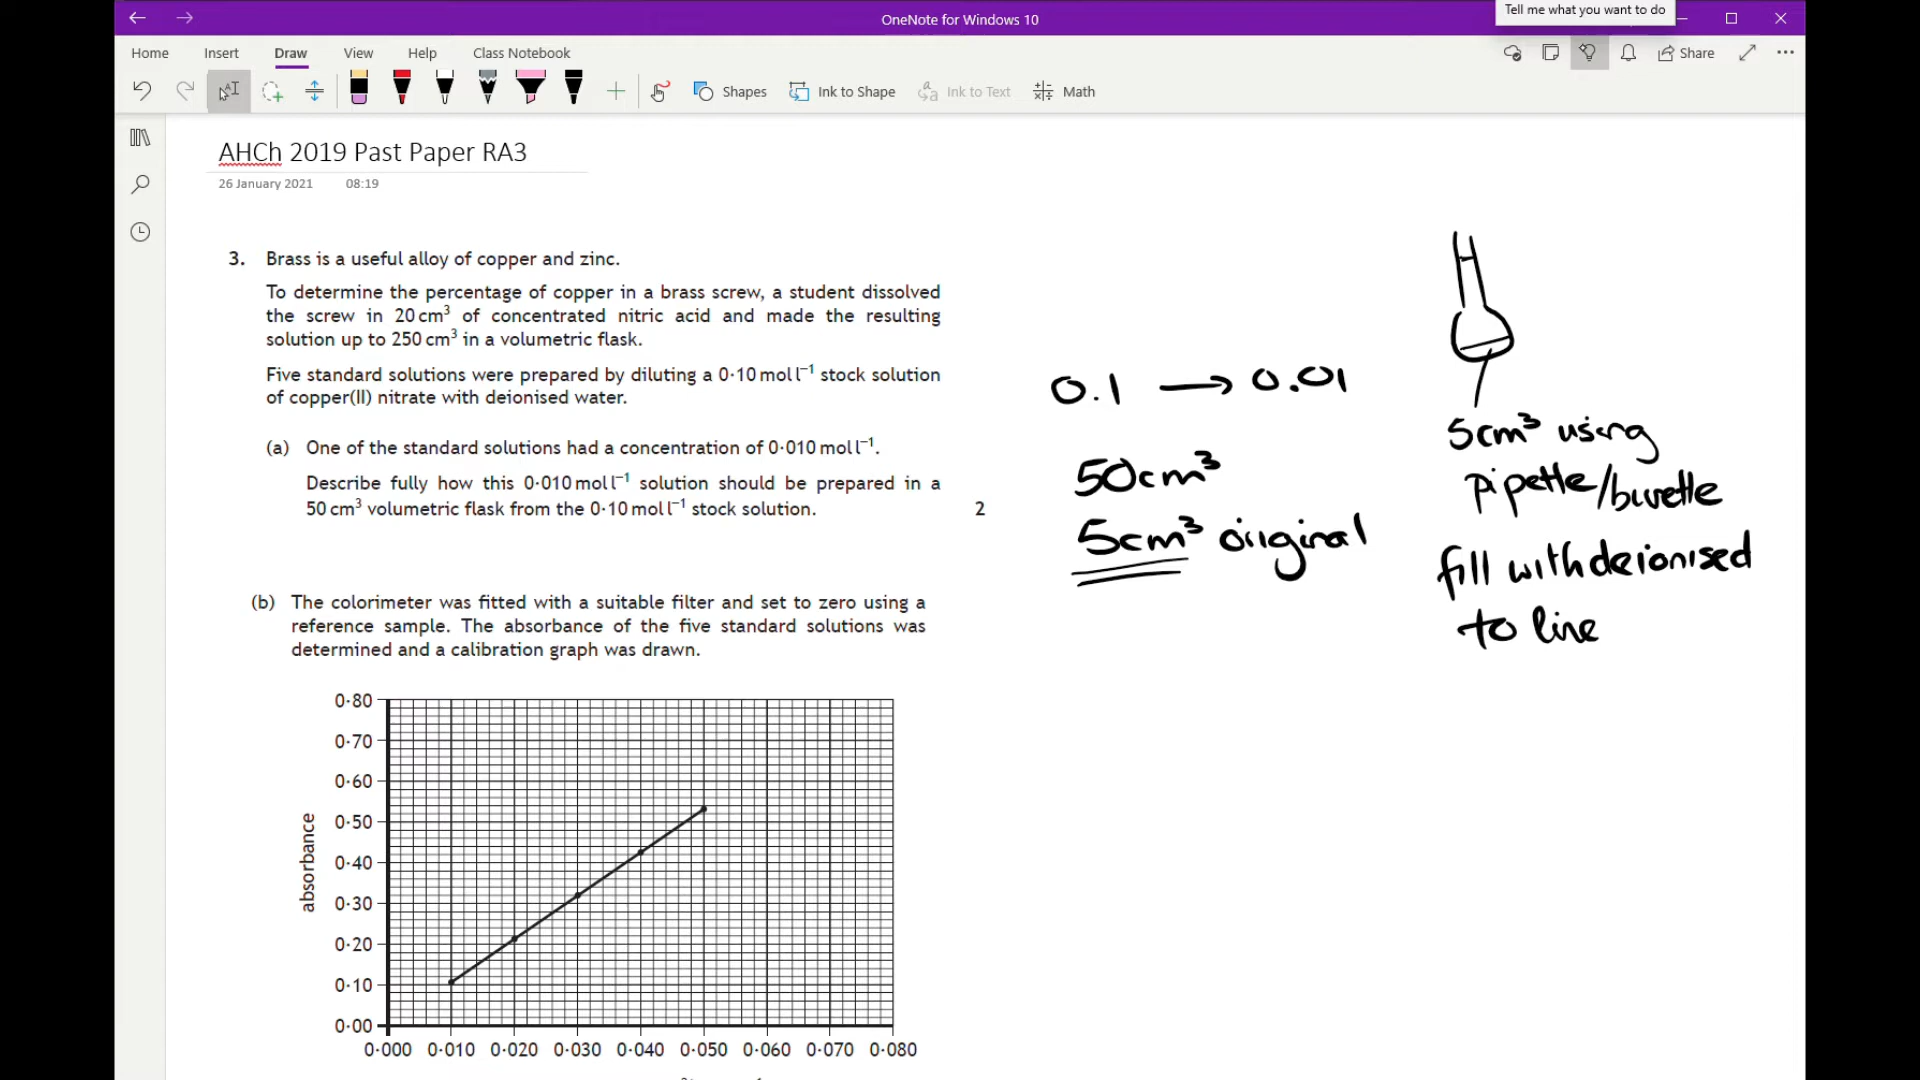 OneNote for Windows 10
Tell me what you want to do
Home Insert Draw View Help Class Notebook
Share
Shapes Ink to Shape Ink to Text Math
AHCh 2019 Past Paper RA3
26 January 2021 08:19
3. Brass is a useful alloy of copper and zinc.
To determine the percentage of copper in a brass screw, a student dissolved
the screw in 20 cm³ of concentrated nitric acid and made the resulting
solution up to 250 cm³ in a volumetric flask.
Five standard solutions were prepared by diluting a 0·10 mol l⁻¹ stock solution
of copper(II) nitrate with deionised water.
(a) One of the standard solutions had a concentration of 0·010 mol l⁻¹.
Describe fully how this 0·010 mol l⁻¹ solution should be prepared in a
50 cm³ volumetric flask from the 0·10 mol l⁻¹ stock solution. 2
0.1 → 0.01
50cm³
5cm³ original
5cm³ using
pipette/burette
fill with deionised
to line
(b) The colorimeter was fitted with a suitable filter and set to zero using a
reference sample. The absorbance of the five standard solutions was
determined and a calibration graph was drawn.
absorbance
0·80
0·70
0·60
0·50
0·40
0·30
0·20
0·10
0·00
0·000 0·010 0·020 0·030 0·040 0·050 0·060 0·070 0·080